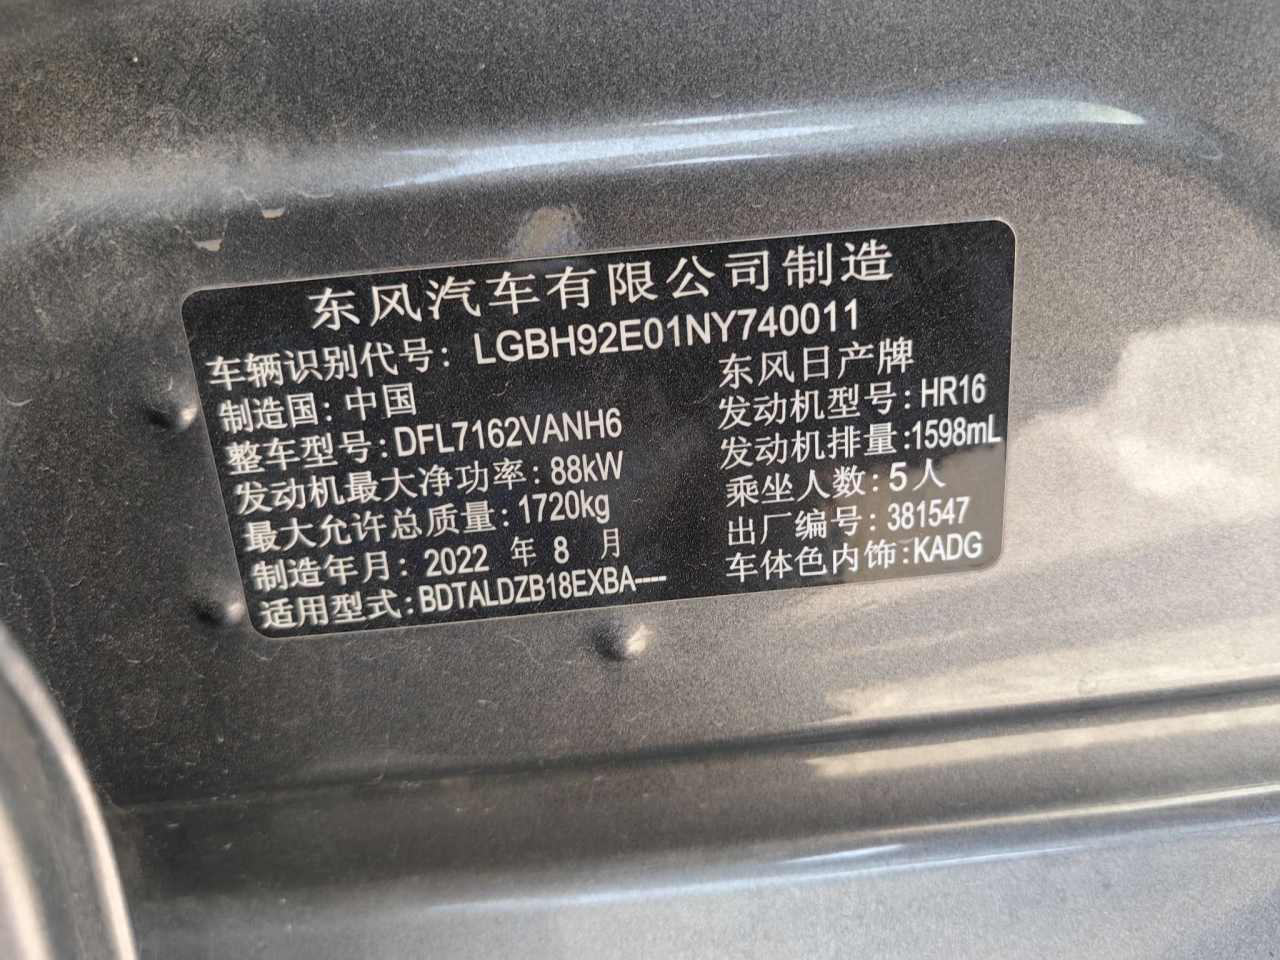 东风汽车有限公司制造
车辆识别代号: LGBH92E01NY740011
制造国: 中国 东风日产牌
整车型号: DFL7162VANH6 发动机型号: HR16
发动机最大净功率: 88kW 发动机排量: 1598mL
最大允许总质量: 1720kg 乘坐人数: 5 人
制造年月: 2022 年 8 月 出厂编号: 381547
适用型式: BDTALDZB18EXBA---- 车体色内饰: KADG